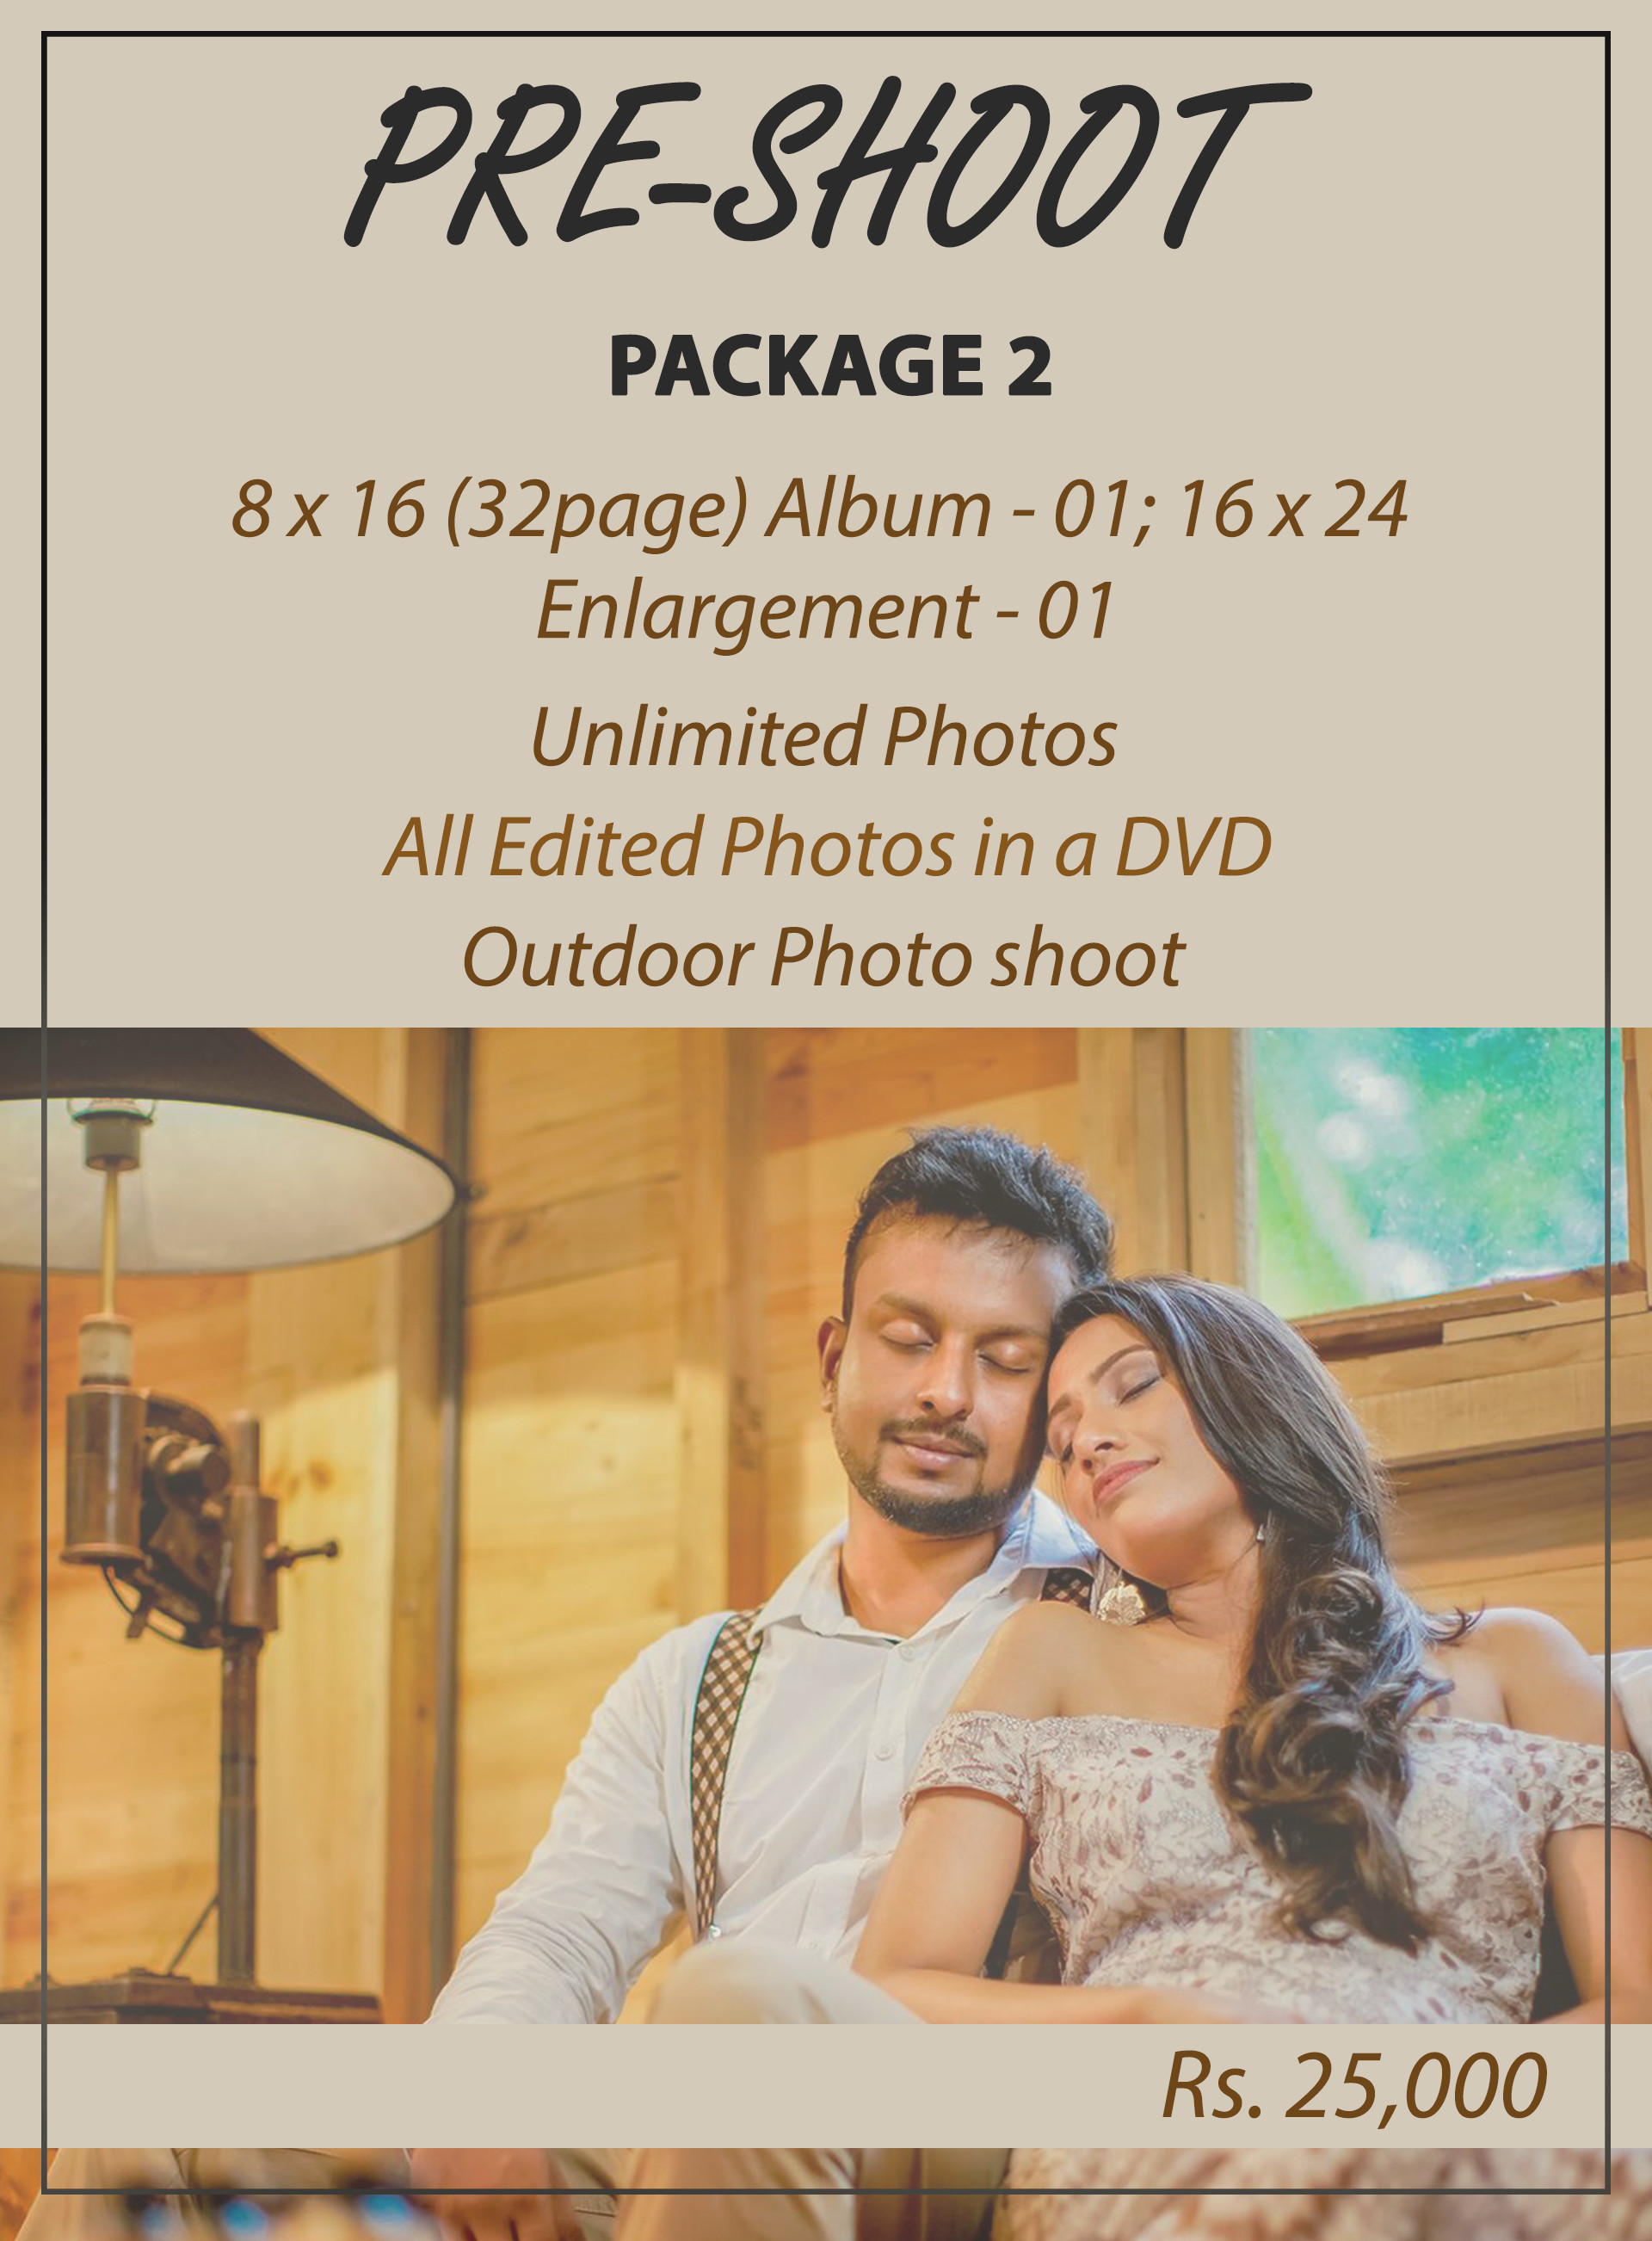 PRE-SHOOT
PACKAGE 2
8 x 16 (32page) Album - 01; 16 x 24
Enlargement - 01
Unlimited Photos
All Edited Photos in a DVD
Outdoor Photo shoot
Rs. 25,000